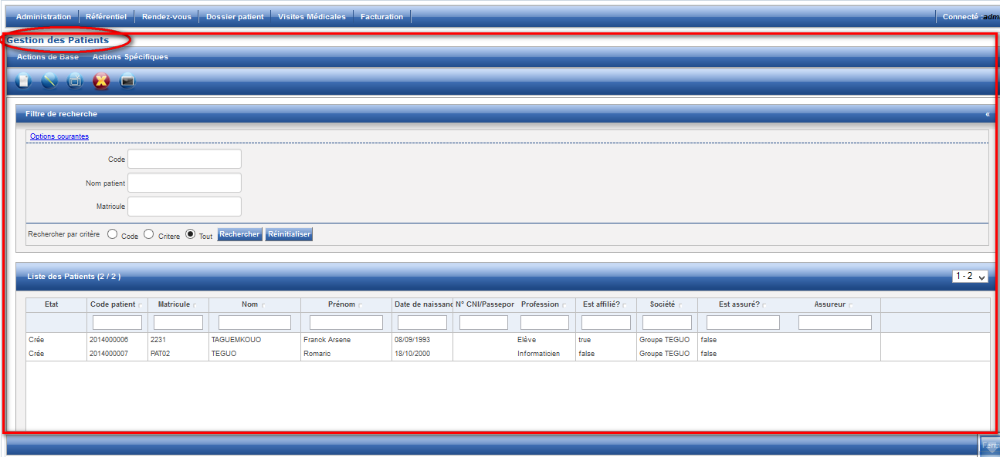 Administration Référentiel Rendez-vous Dossier patient Visites Médicales Facturation Connecté :adm
Gestion des Patients
Actions de Base Actions Spécifiques
Filtre de recherche «
Options courantes
Code
Nom patient
Matricule
Rechercher par critère Code Critere Tout Rechercher Réinitialiser
Liste des Patients (2 / 2 ) 1 - 2
Etat Code patient Matricule Nom Prénom Date de naissanc N° CNI/Passepor Profession Est affilié? Société Est assuré? Assureur
Crée 2014000006 2231 TAGUEMKOUO Franck Arsene 08/09/1993 Elève true Groupe TEGUO false
Crée 2014000007 PAT02 TEGUO Romaric 18/10/2000 Informaticien false Groupe TEGUO false